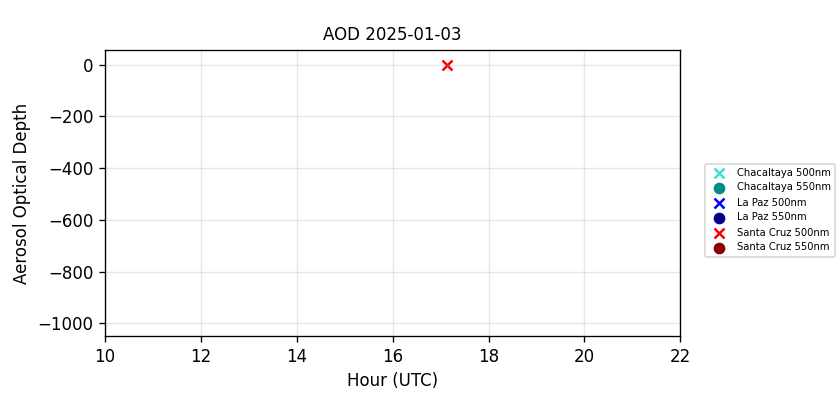 AOD 2025-01-03
Aerosol Optical Depth
0
−200
−400
−600
−800
−1000
10 12 14 16 18 20 22
Hour (UTC)
Chacaltaya 500nm
Chacaltaya 550nm
La Paz 500nm
La Paz 550nm
Santa Cruz 500nm
Santa Cruz 550nm